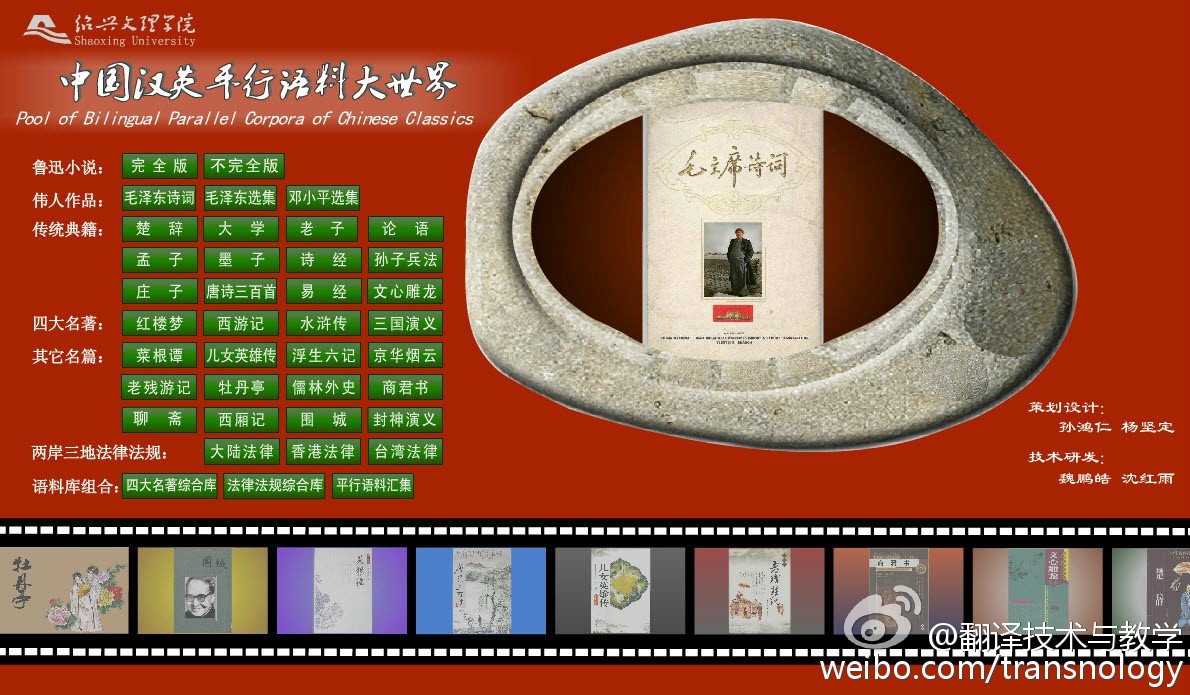 绍兴文理学院
Shaoxing University
中国汉英平行语料大世界
Pool of Bilingual Parallel Corpora of Chinese Classics
鲁迅小说： 完全版 不完全版
伟人作品： 毛泽东诗词 毛泽东选集 邓小平选集
传统典籍： 楚辞 大学 老子 论语
孟子 墨子 诗经 孙子兵法
庄子 唐诗三百首 易经 文心雕龙
四大名著： 红楼梦 西游记 水浒传 三国演义
其它名篇： 菜根谭 儿女英雄传 浮生六记 京华烟云
老残游记 牡丹亭 儒林外史 商君书
聊斋 西厢记 围城 封神演义
两岸三地法律法规： 大陆法律 香港法律 台湾法律
语料库组合： 四大名著综合库 法律法规综合库 平行语料汇集
毛主席诗词
策划设计：
孙鸿仁 杨坚定
技术研发：
魏鹏皓 沈红雨
牡丹亭
围城
菜根谭
儿女英雄传
老残游记
商君书
文心雕龙
@翻译技术与教学
weibo.com/transnology